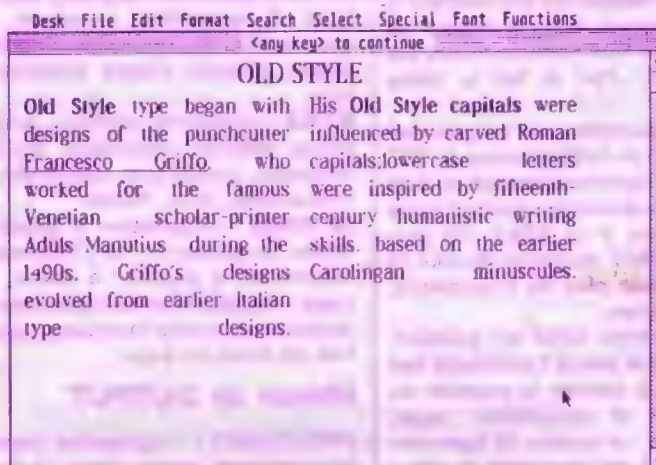 Desk File Edit Format Search Select Special Font Functions
<any key> to continue
OLD STYLE
Old Style type began with
designs of the punchcutter
Francesco Griffo, who
worked for the famous
Venetian scholar-printer
Aduls Manutius during the
1490s. Griffo's designs
evolved from earlier Italian
type designs.
His Old Style capitals were
influenced by carved Roman
capitals;lowercase letters
were inspired by fifteenth-
century humanistic writing
skills. based on the earlier
Carolingan minuscules.